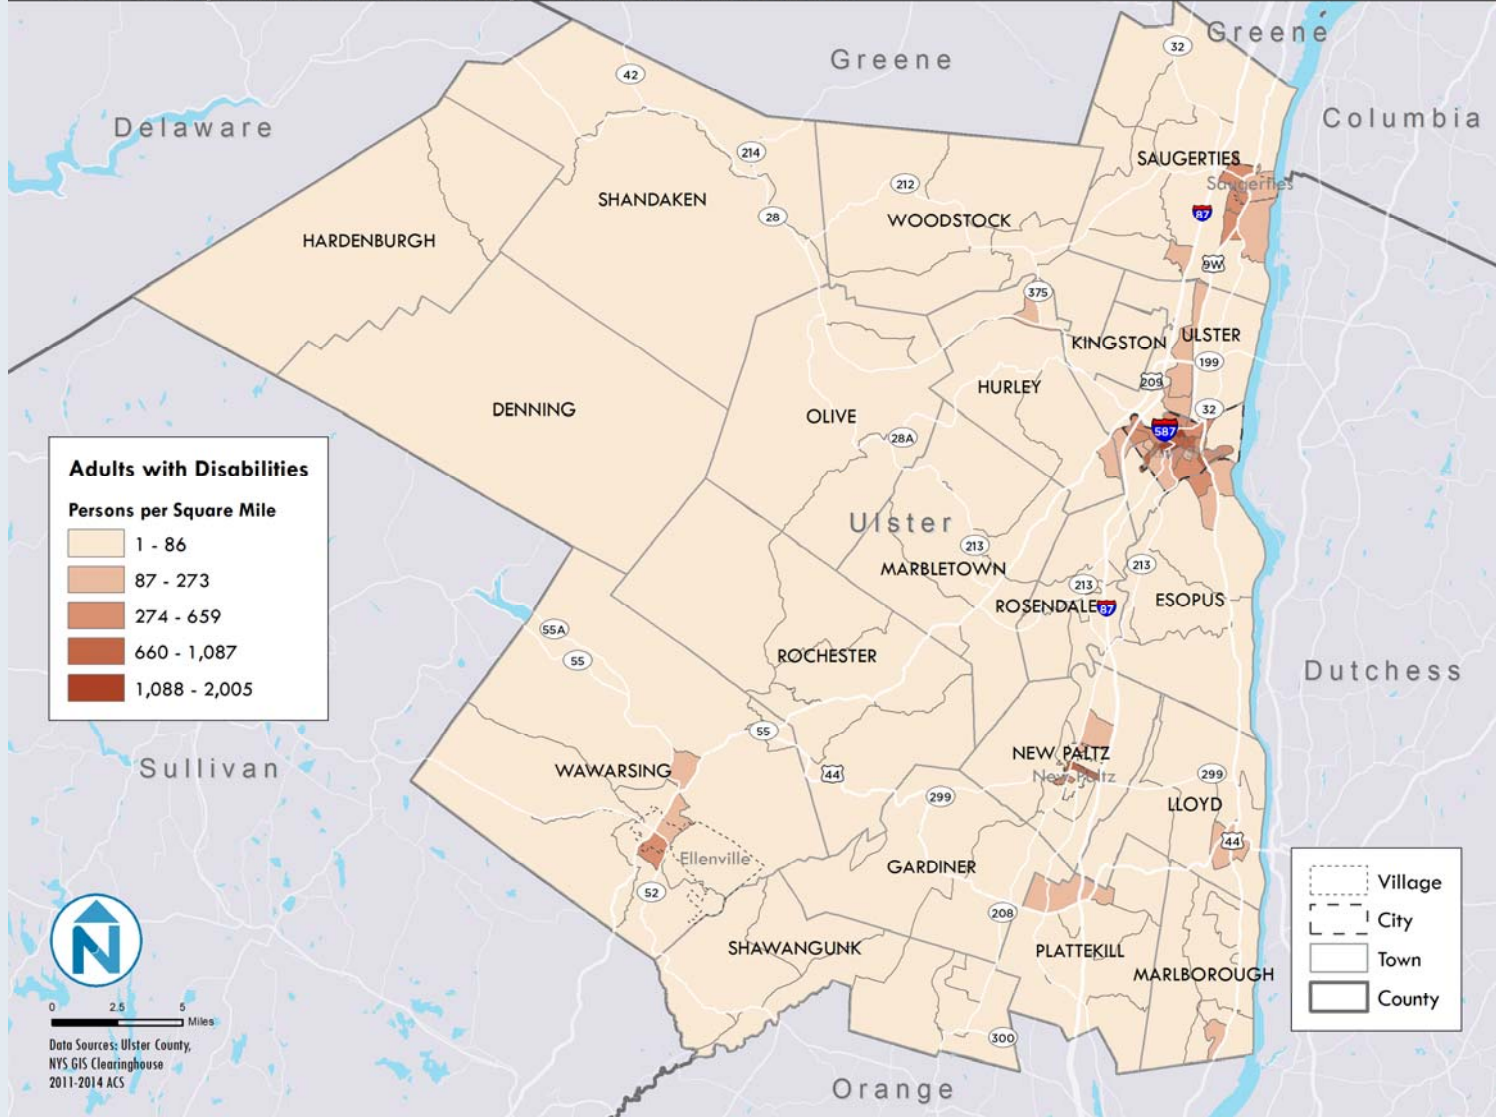 Greene
Greene
Delaware
Columbia
32
42
214
SAUGERTIES
Saugerties
212
SHANDAKEN
28
WOODSTOCK
87
HARDENBURGH
9W
375
KINGSTON
ULSTER
199
209
HURLEY
32
DENNING
OLIVE
28A
587
Ulster
213
MARBLETOWN
213
213
ROSENDALE
87
ESOPUS
55A
55
ROCHESTER
Dutchess
55
NEW PALTZ
New Paltz
Sullivan
WAWARSING
44
299
299
LLOYD
44
Ellenville
GARDINER
52
208
SHAWANGUNK
PLATTEKILL
MARLBOROUGH
300
Orange
Adults with Disabilities
Persons per Square Mile
1 - 86
87 - 273
274 - 659
660 - 1,087
1,088 - 2,005
Village
City
Town
County
N
0 2.5 5
Miles
Data Sources: Ulster County,
NYS GIS Clearinghouse
2011-2014 ACS